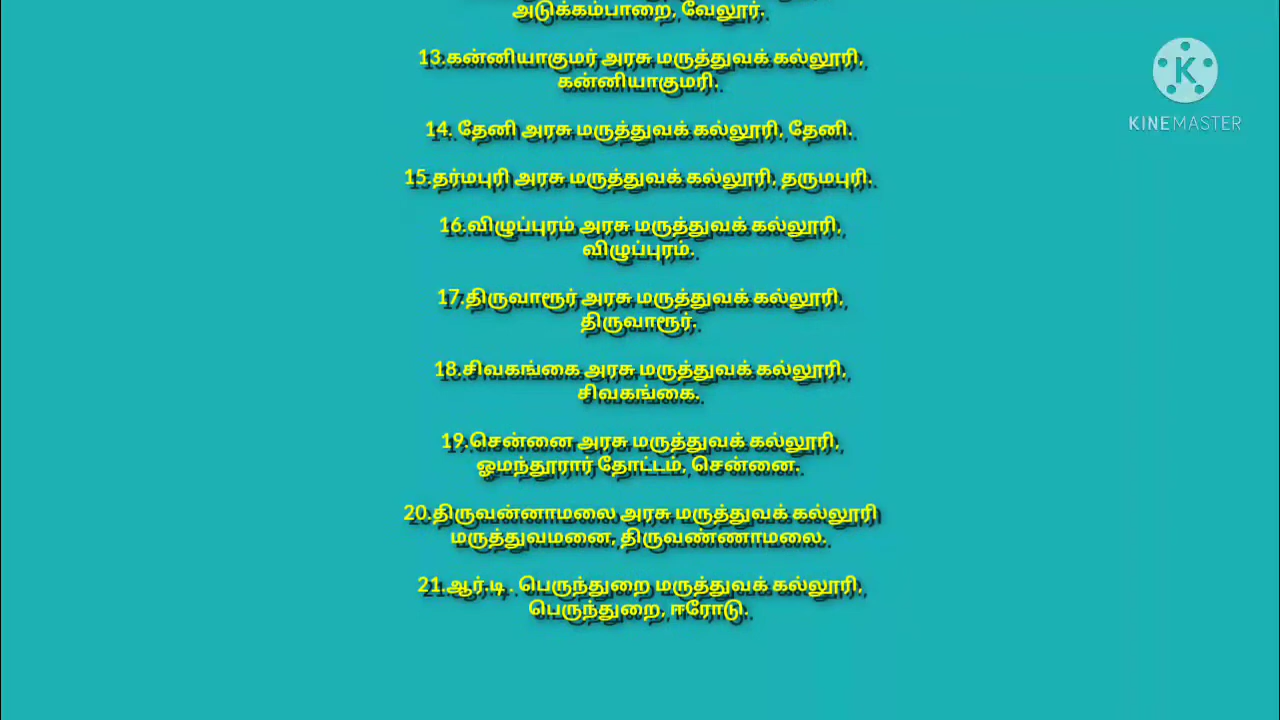 அடுக்கம்பாறை, வேலூர்.
13.கன்னியாகுமர் அரசு மருத்துவக் கல்லூரி,
கன்னியாகுமரி.
14. தேனி அரசு மருத்துவக் கல்லூரி, தேனி.
15.தர்மபுரி அரசு மருத்துவக் கல்லூரி, தருமபுரி.
16.விழுப்புரம் அரசு மருத்துவக் கல்லூரி,
விழுப்புரம்.
17.திருவாரூர் அரசு மருத்துவக் கல்லூரி,
திருவாரூர்.
18.சிவகங்கை அரசு மருத்துவக் கல்லூரி,
சிவகங்கை.
19.சென்னை அரசு மருத்துவக் கல்லூரி,
ஓமந்தூரார் தோட்டம், சென்னை.
20.திருவன்னாமலை அரசு மருத்துவக் கல்லூரி
மருத்துவமனை, திருவண்ணாமலை.
21.ஆர்.டி . பெருந்துறை மருத்துவக் கல்லூரி,
பெருந்துறை, ஈரோடு.
K
KINEMASTER